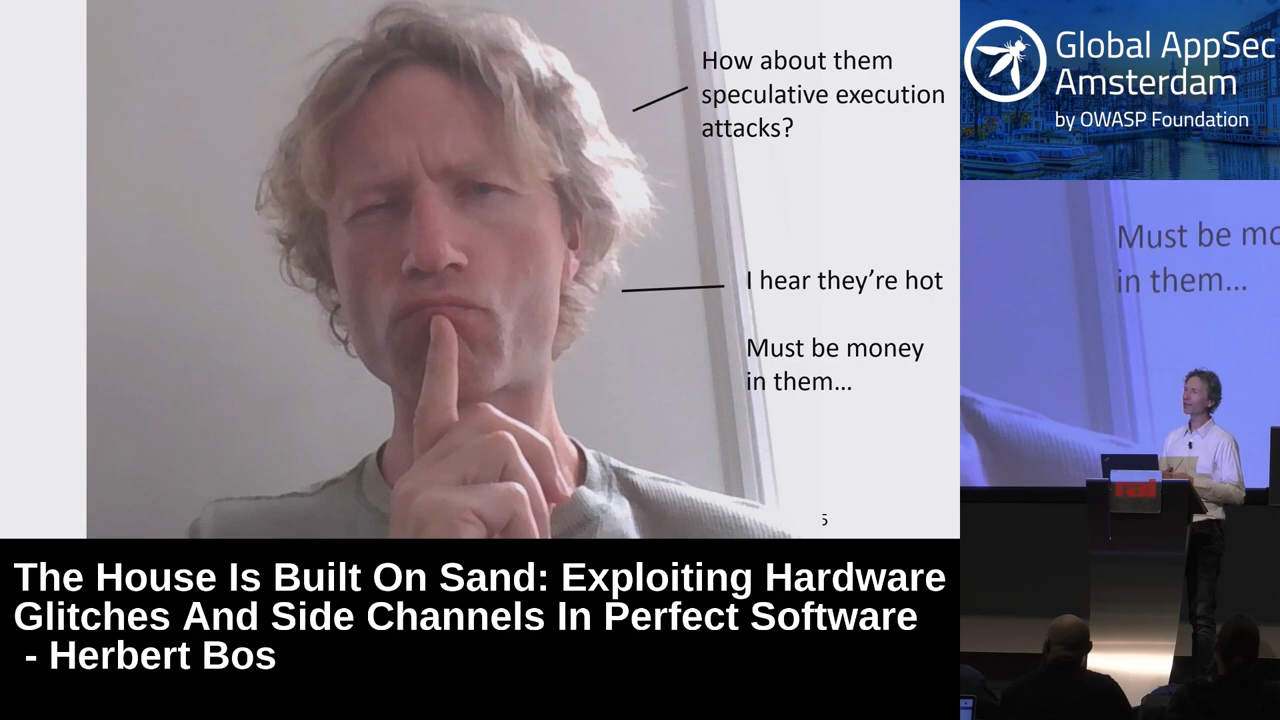 How about them
speculative execution
attacks?
I hear they’re hot
Must be money
in them...
5
The House Is Built On Sand: Exploiting Hardware
Glitches And Side Channels In Perfect Software
- Herbert Bos
Global AppSec
Amsterdam
by OWASP Foundation
Must be mo
in them...
rai